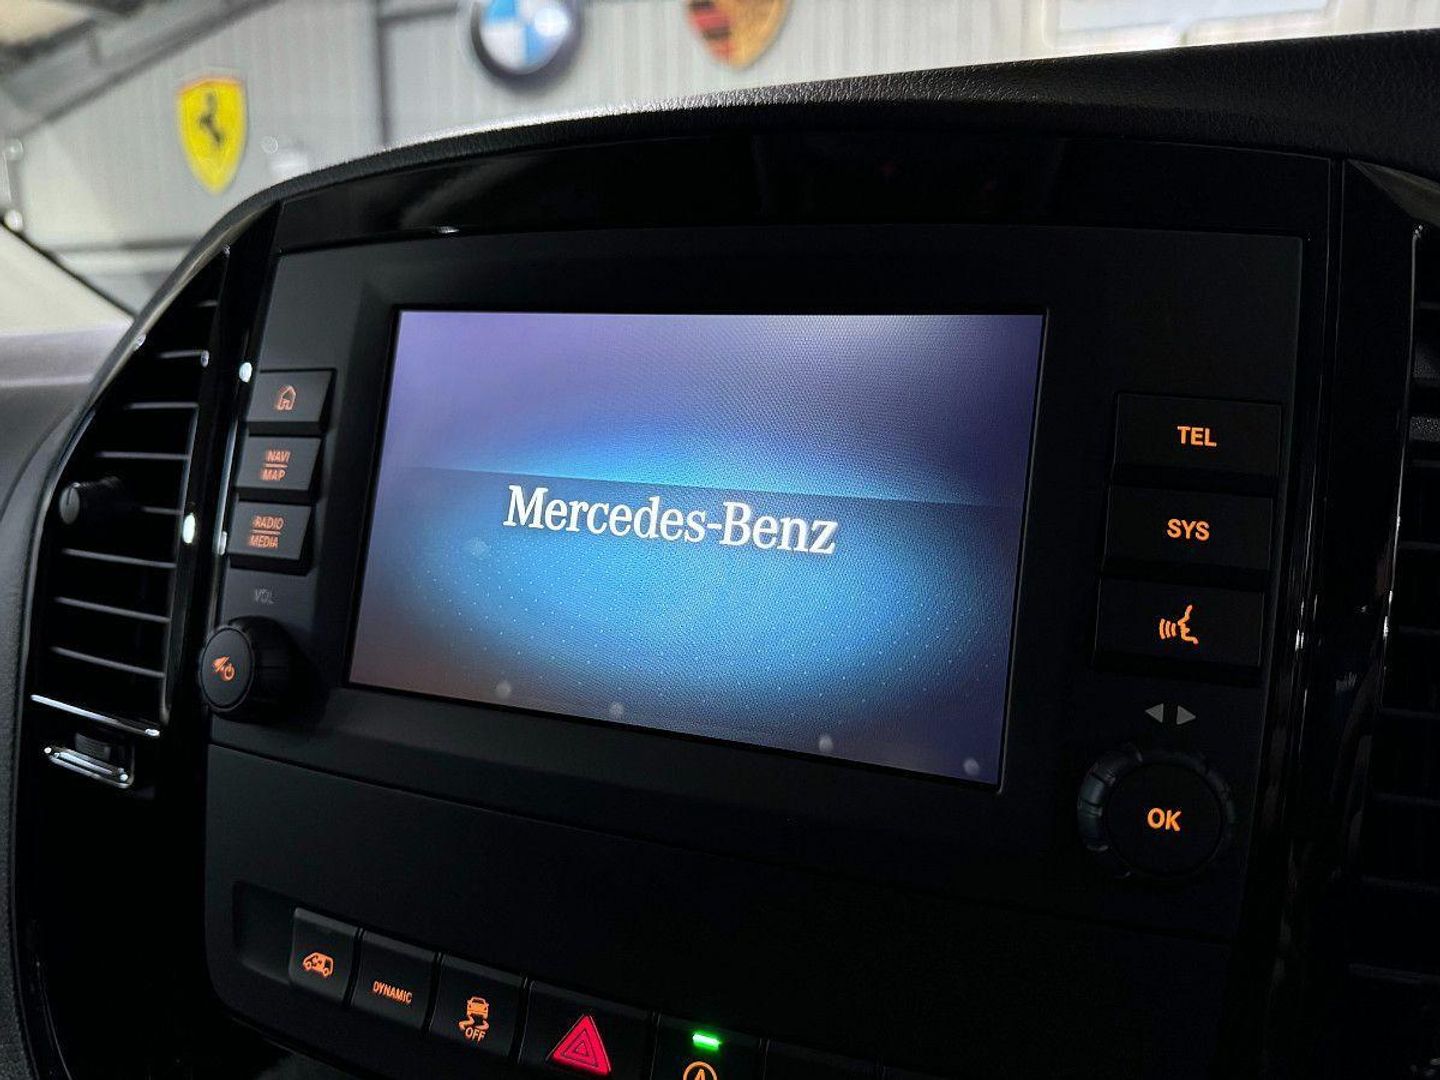 Mercedes-Benz
NAVI
MAP
RADIO
MEDIA
VOL
TEL
SYS
OK
DYNAMIC
OFF
A